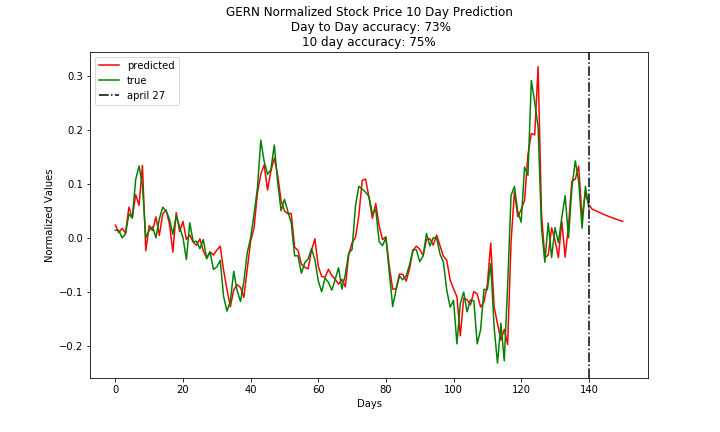 GERN Normalized Stock Price 10 Day Prediction
Day to Day accuracy: 73%
10 day accuracy: 75%
predicted
true
april 27
Normalized Values
0.3
0.2
0.1
0.0
−0.1
−0.2
0 20 40 60 80 100 120 140
Days